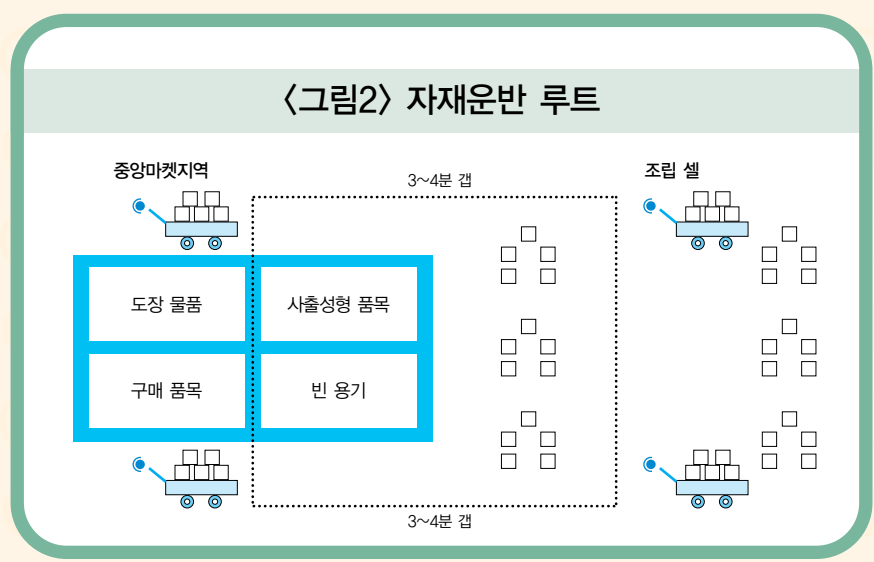 〈그림2〉 자재운반 루트
중앙마켓지역
3~4분 갭
조립 셀
도장 물품
사출성형 품목
구매 품목
빈 용기
3~4분 갭